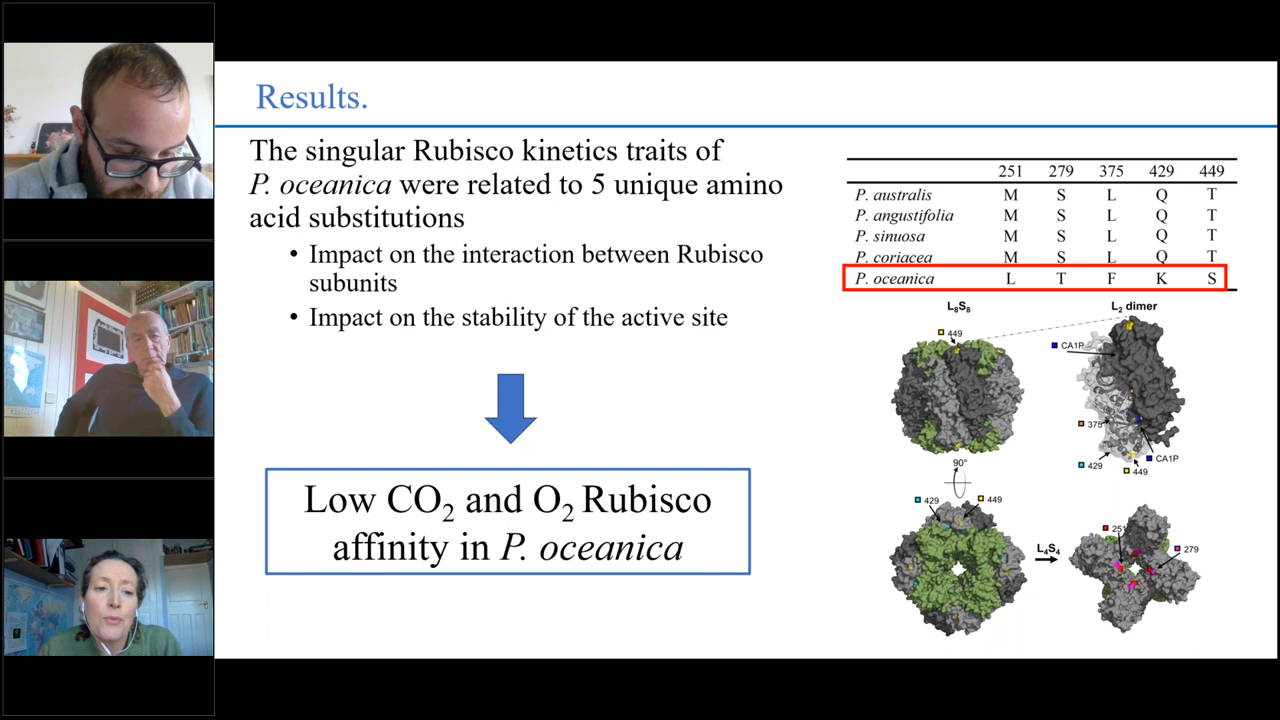 Results.
The singular Rubisco kinetics traits of
P. oceanica were related to 5 unique amino
acid substitutions
• Impact on the interaction between Rubisco
subunits
• Impact on the stability of the active site
Low CO₂ and O₂ Rubisco
affinity in P. oceanica
251 279 375 429 449
P. australis M S L Q T
P. angustifolia M S L Q T
P. sinuosa M S L Q T
P. coriacea M S L Q T
P. oceanica L T F K S
L₈S₈
449
L₂ dimer
CA1P
375
429
CA1P
449
90°
429
449
L₄S₄
251
279